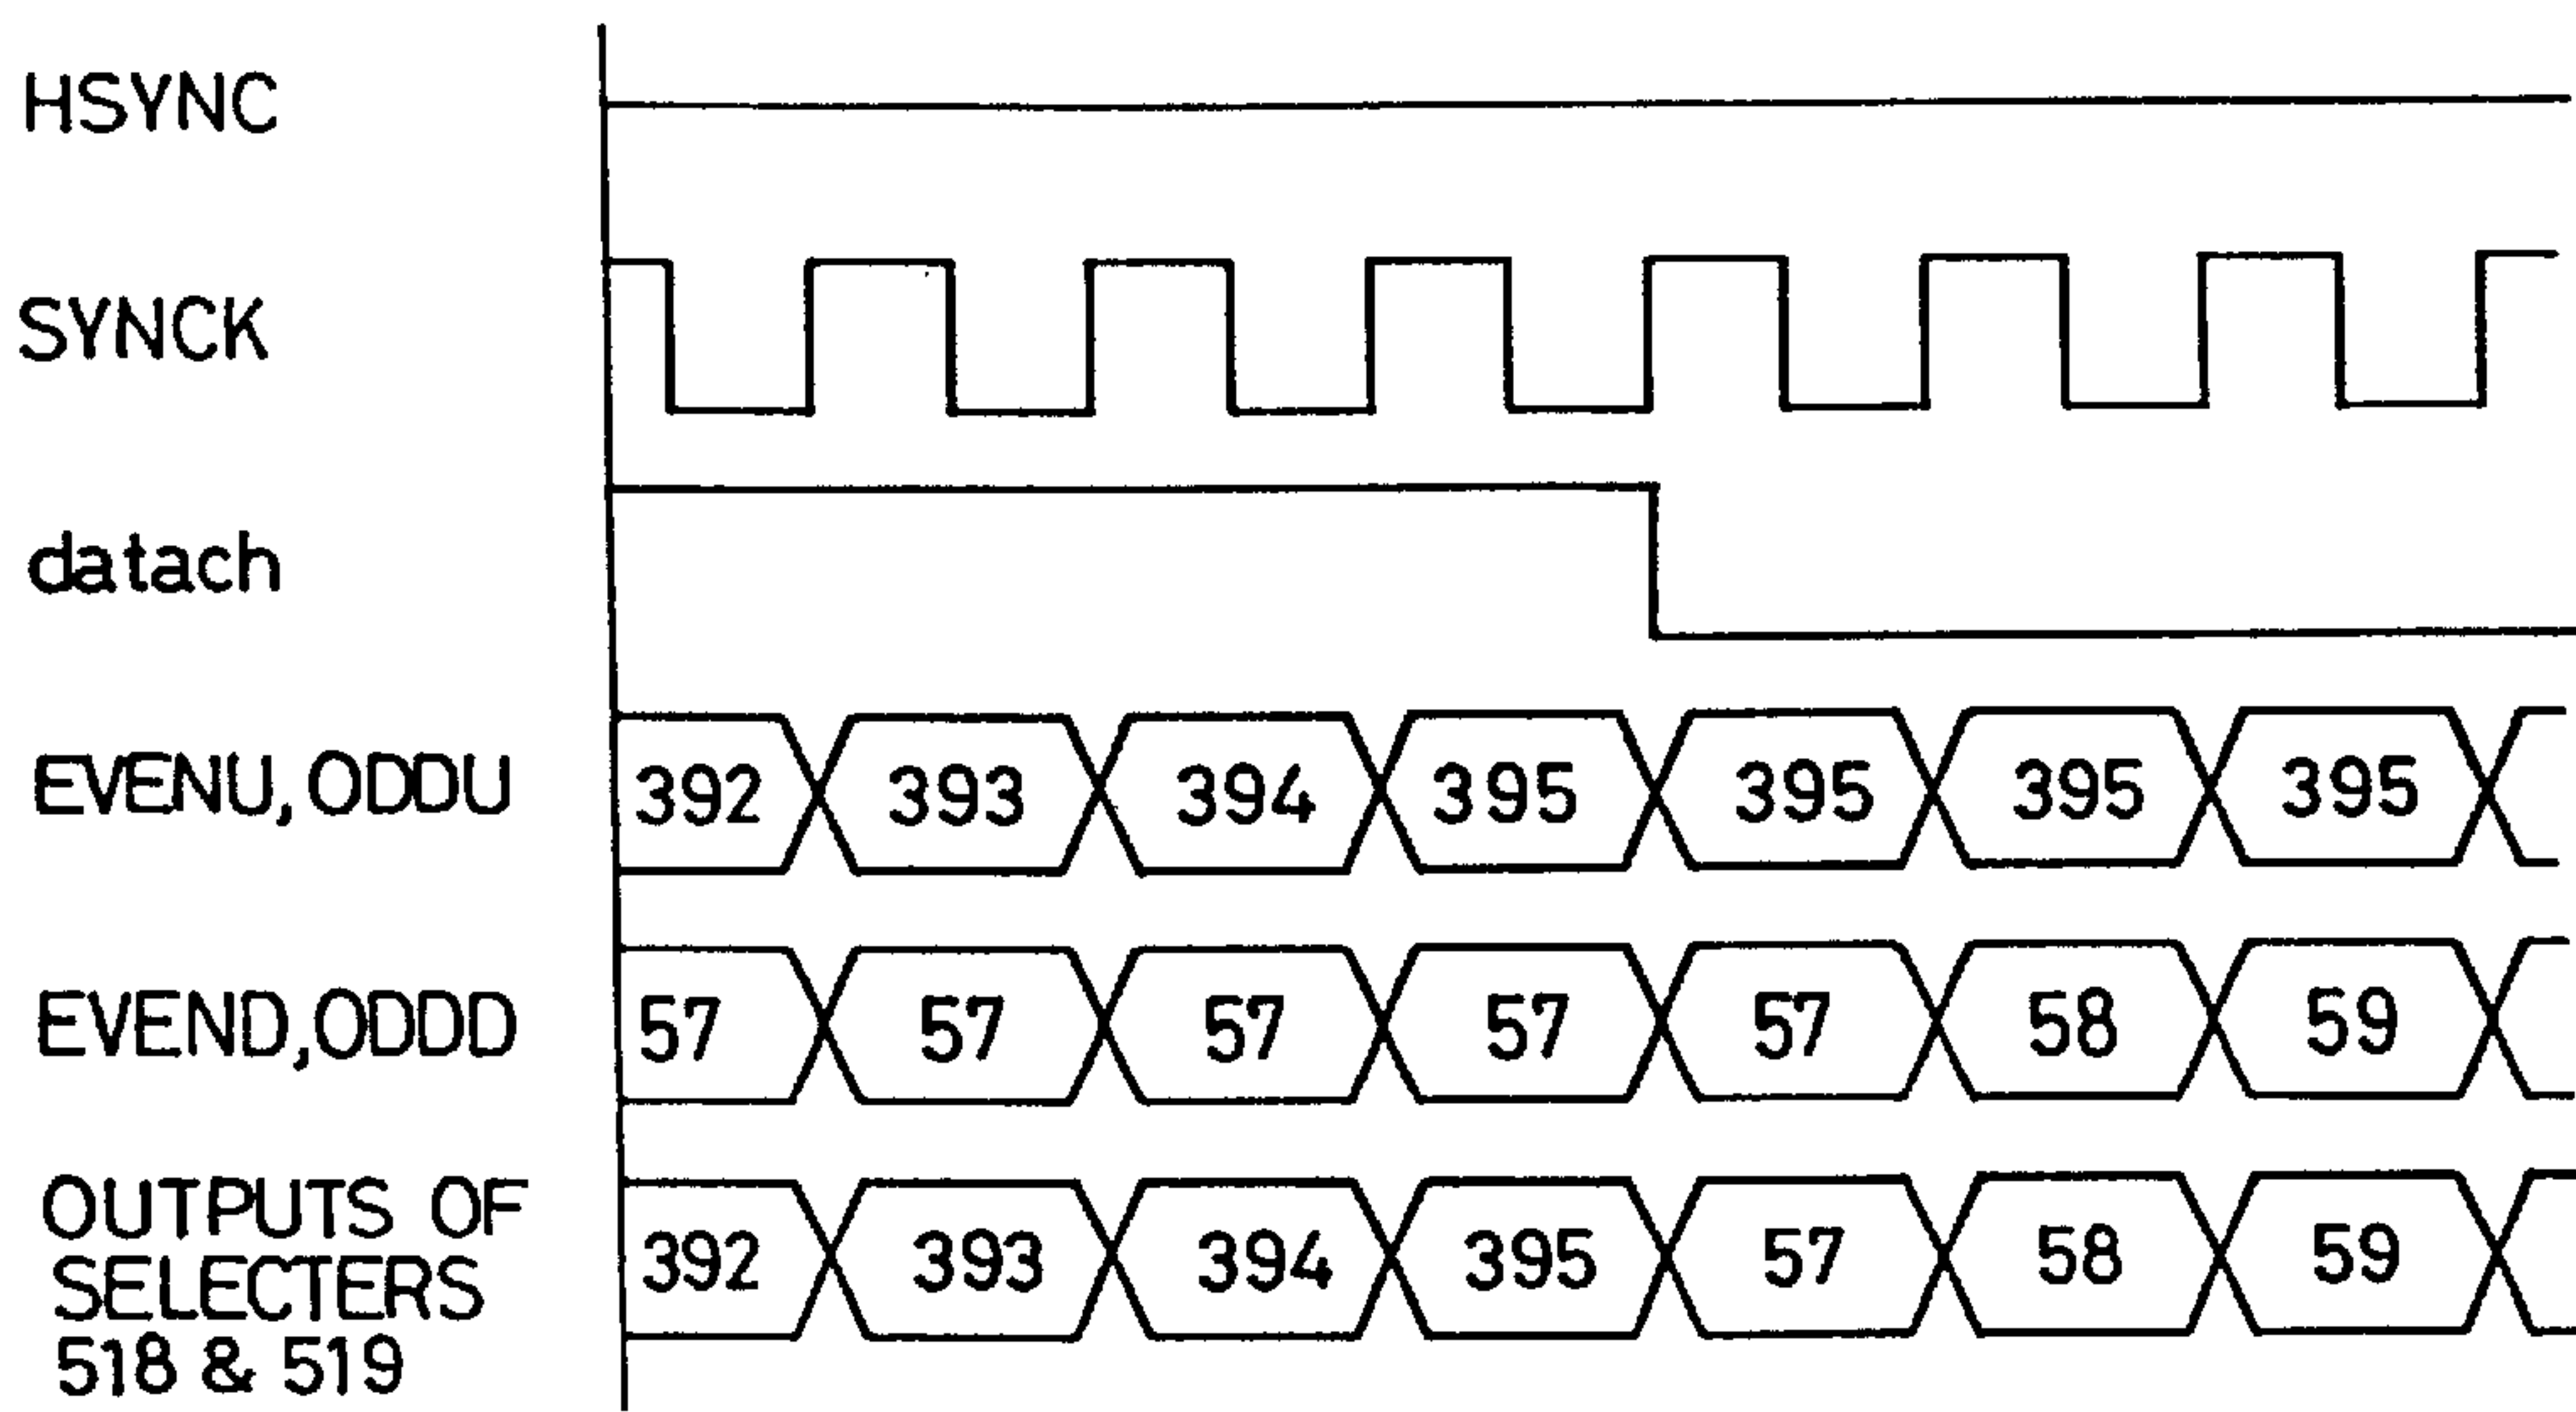 HSYNC
SYNCK
datach
EVENU, ODDU 392 393 394 395 395 395 395
EVEND,ODDD 57 57 57 57 57 58 59
OUTPUTS OF
SELECTERS
518 & 519
392 393 394 395 57 58 59